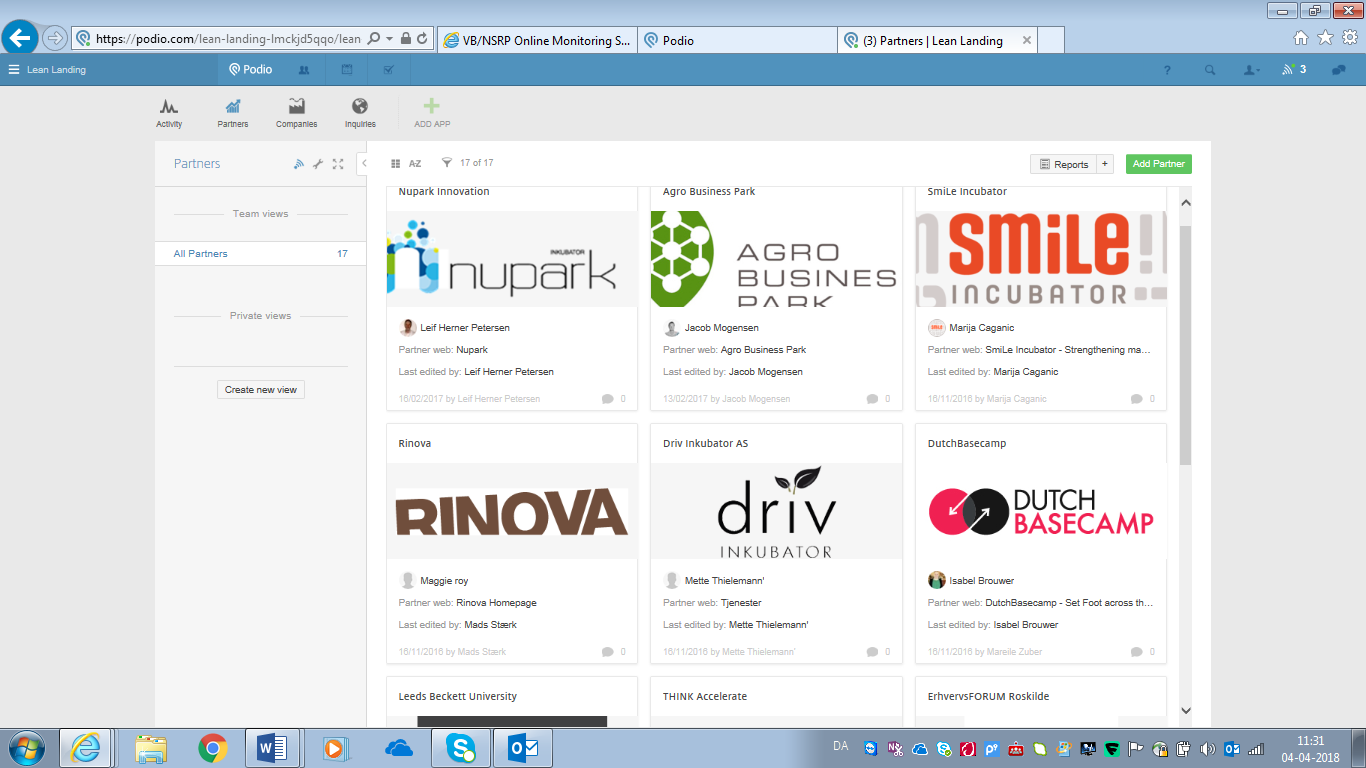 https://podio.com/lean-landing-lmckjd5qqo/lean
VB/NSRP Online Monitoring S...
Podio
(3) Partners | Lean Landing
Lean Landing
Podio
3
Activity
Partners
Companies
Inquiries
ADD APP
Partners
AZ
17 of 17
Reports
+
Add Partner
Team views
All Partners 17
Private views
Create new view
Nupark Innovation
INKUBATOR
nupark
Leif Herner Petersen
Partner web: Nupark
Last edited by: Leif Herner Petersen
16/02/2017 by Leif Herner Petersen 0
Agro Business Park
AGRO
BUSINES
PARK
Jacob Mogensen
Partner web: Agro Business Park
Last edited by: Jacob Mogensen
13/02/2017 by Jacob Mogensen 0
SmiLe Incubator
SMiLE
INCUBATOR
Marija Caganic
Partner web: SmiLe Incubator - Strengthening ma...
Last edited by: Marija Caganic
16/11/2016 by Marija Caganic 0
Rinova
RINOVA
Maggie roy
Partner web: Rinova Homepage
Last edited by: Mads Stærk
16/11/2016 by Mads Stærk 0
Driv Inkubator AS
driv
INKUBATOR
Mette Thielemann'
Partner web: Tjenester
Last edited by: Mette Thielemann'
16/11/2016 by Mette Thielemann' 0
DutchBasecamp
DUTCH
BASECAMP
Isabel Brouwer
Partner web: DutchBasecamp - Set Foot across th...
Last edited by: Isabel Brouwer
16/11/2016 by Mareile Zuber 0
Leeds Beckett University
THINK Accelerate
ErhvervsFORUM Roskilde
DA
11:31
04-04-2018